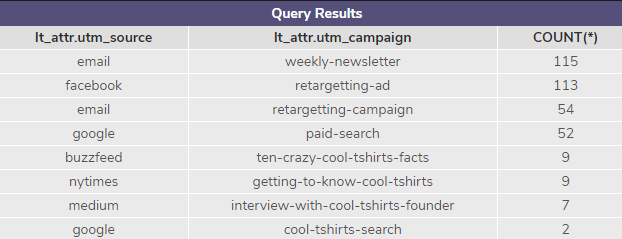 Query Results
lt_attr.utm_source lt_attr.utm_campaign COUNT(*)
email weekly-newsletter 115
facebook retargetting-ad 113
email retargetting-campaign 54
google paid-search 52
buzzfeed ten-crazy-cool-tshirts-facts 9
nytimes getting-to-know-cool-tshirts 9
medium interview-with-cool-tshirts-founder 7
google cool-tshirts-search 2